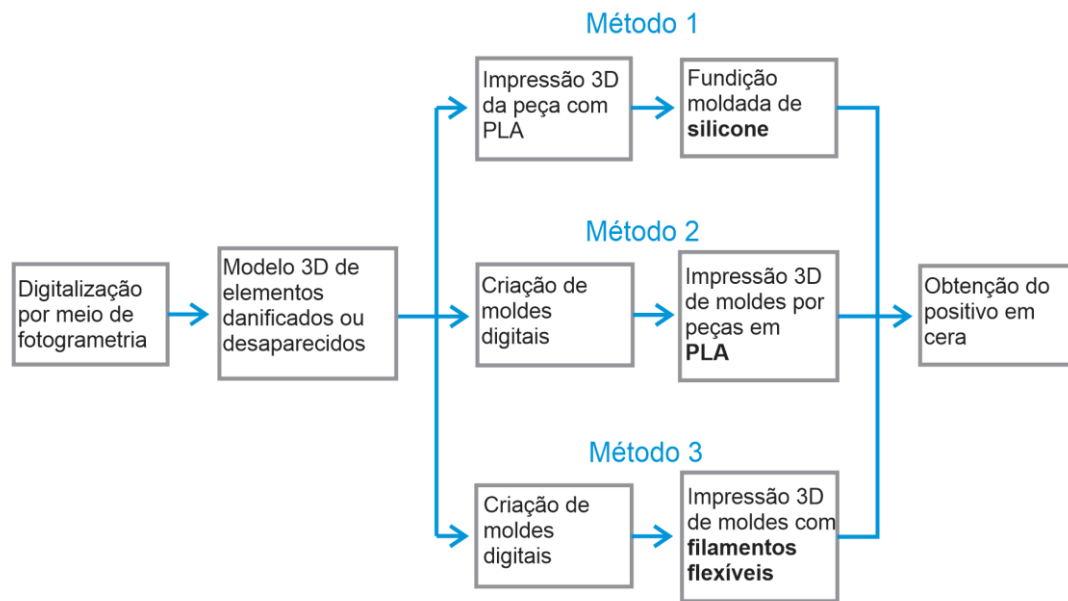 Método 1
Impressão 3D
da peça com
PLA
Fundição
moldada de
silicone
Método 2
Digitalização
por meio de
fotogrametria
Modelo 3D de
elementos
danificados ou
desaparecidos
Criação de
moldes
digitais
Impressão 3D
de moldes por
peças em
PLA
Obtenção do
positivo em
cera
Método 3
Criação de
moldes
digitais
Impressão 3D
de moldes com
filamentos
flexíveis